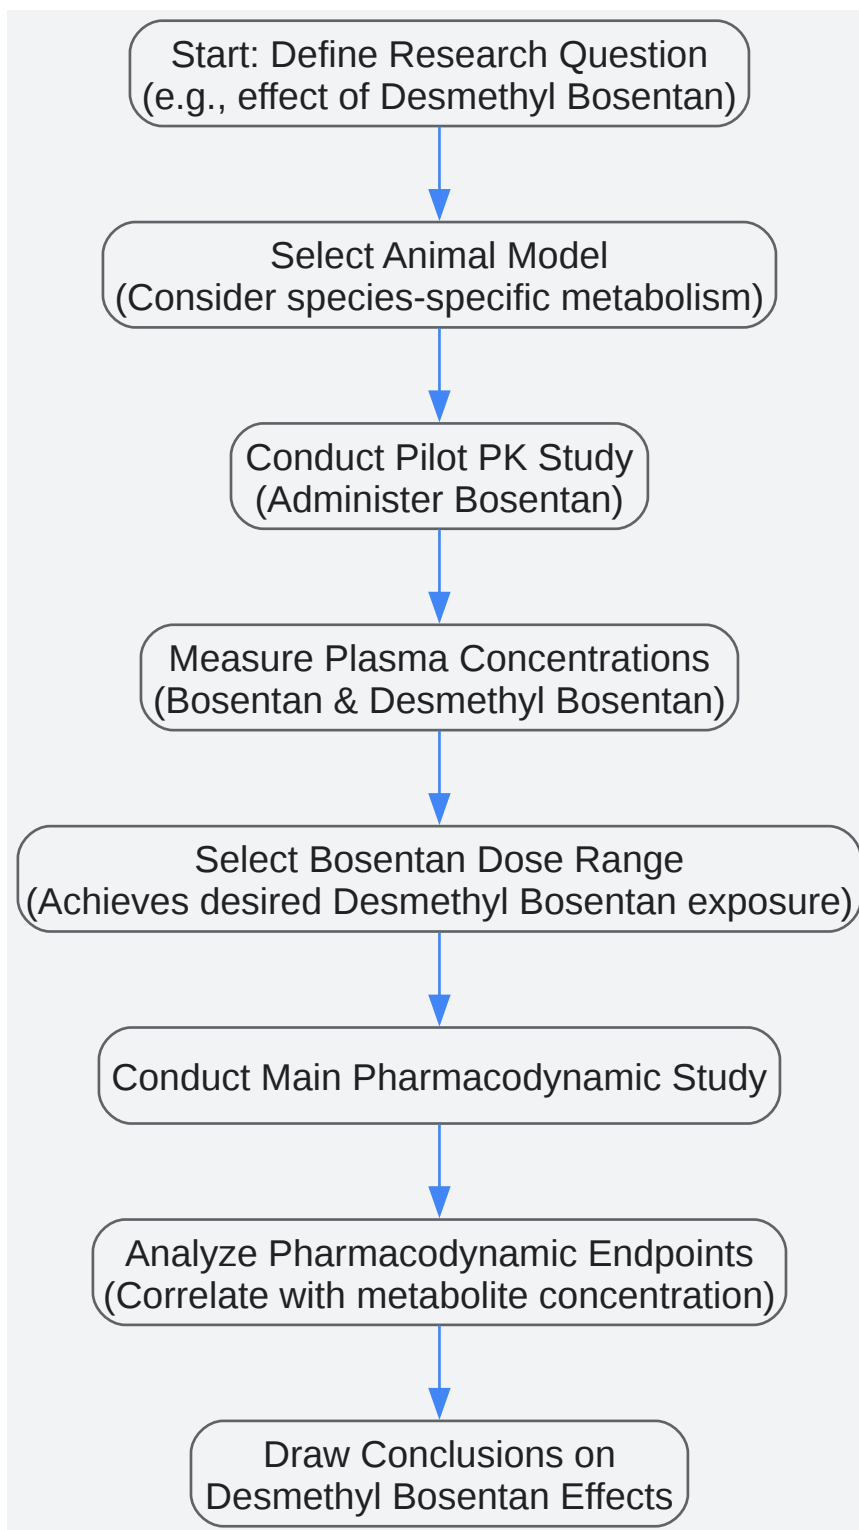 Start: Define Research Question
(e.g., effect of Desmethyl Bosentan)
Select Animal Model
(Consider species-specific metabolism)
Conduct Pilot PK Study
(Administer Bosentan)
Measure Plasma Concentrations
(Bosentan & Desmethyl Bosentan)
Select Bosentan Dose Range
(Achieves desired Desmethyl Bosentan exposure)
Conduct Main Pharmacodynamic Study
Analyze Pharmacodynamic Endpoints
(Correlate with metabolite concentration)
Draw Conclusions on
Desmethyl Bosentan Effects